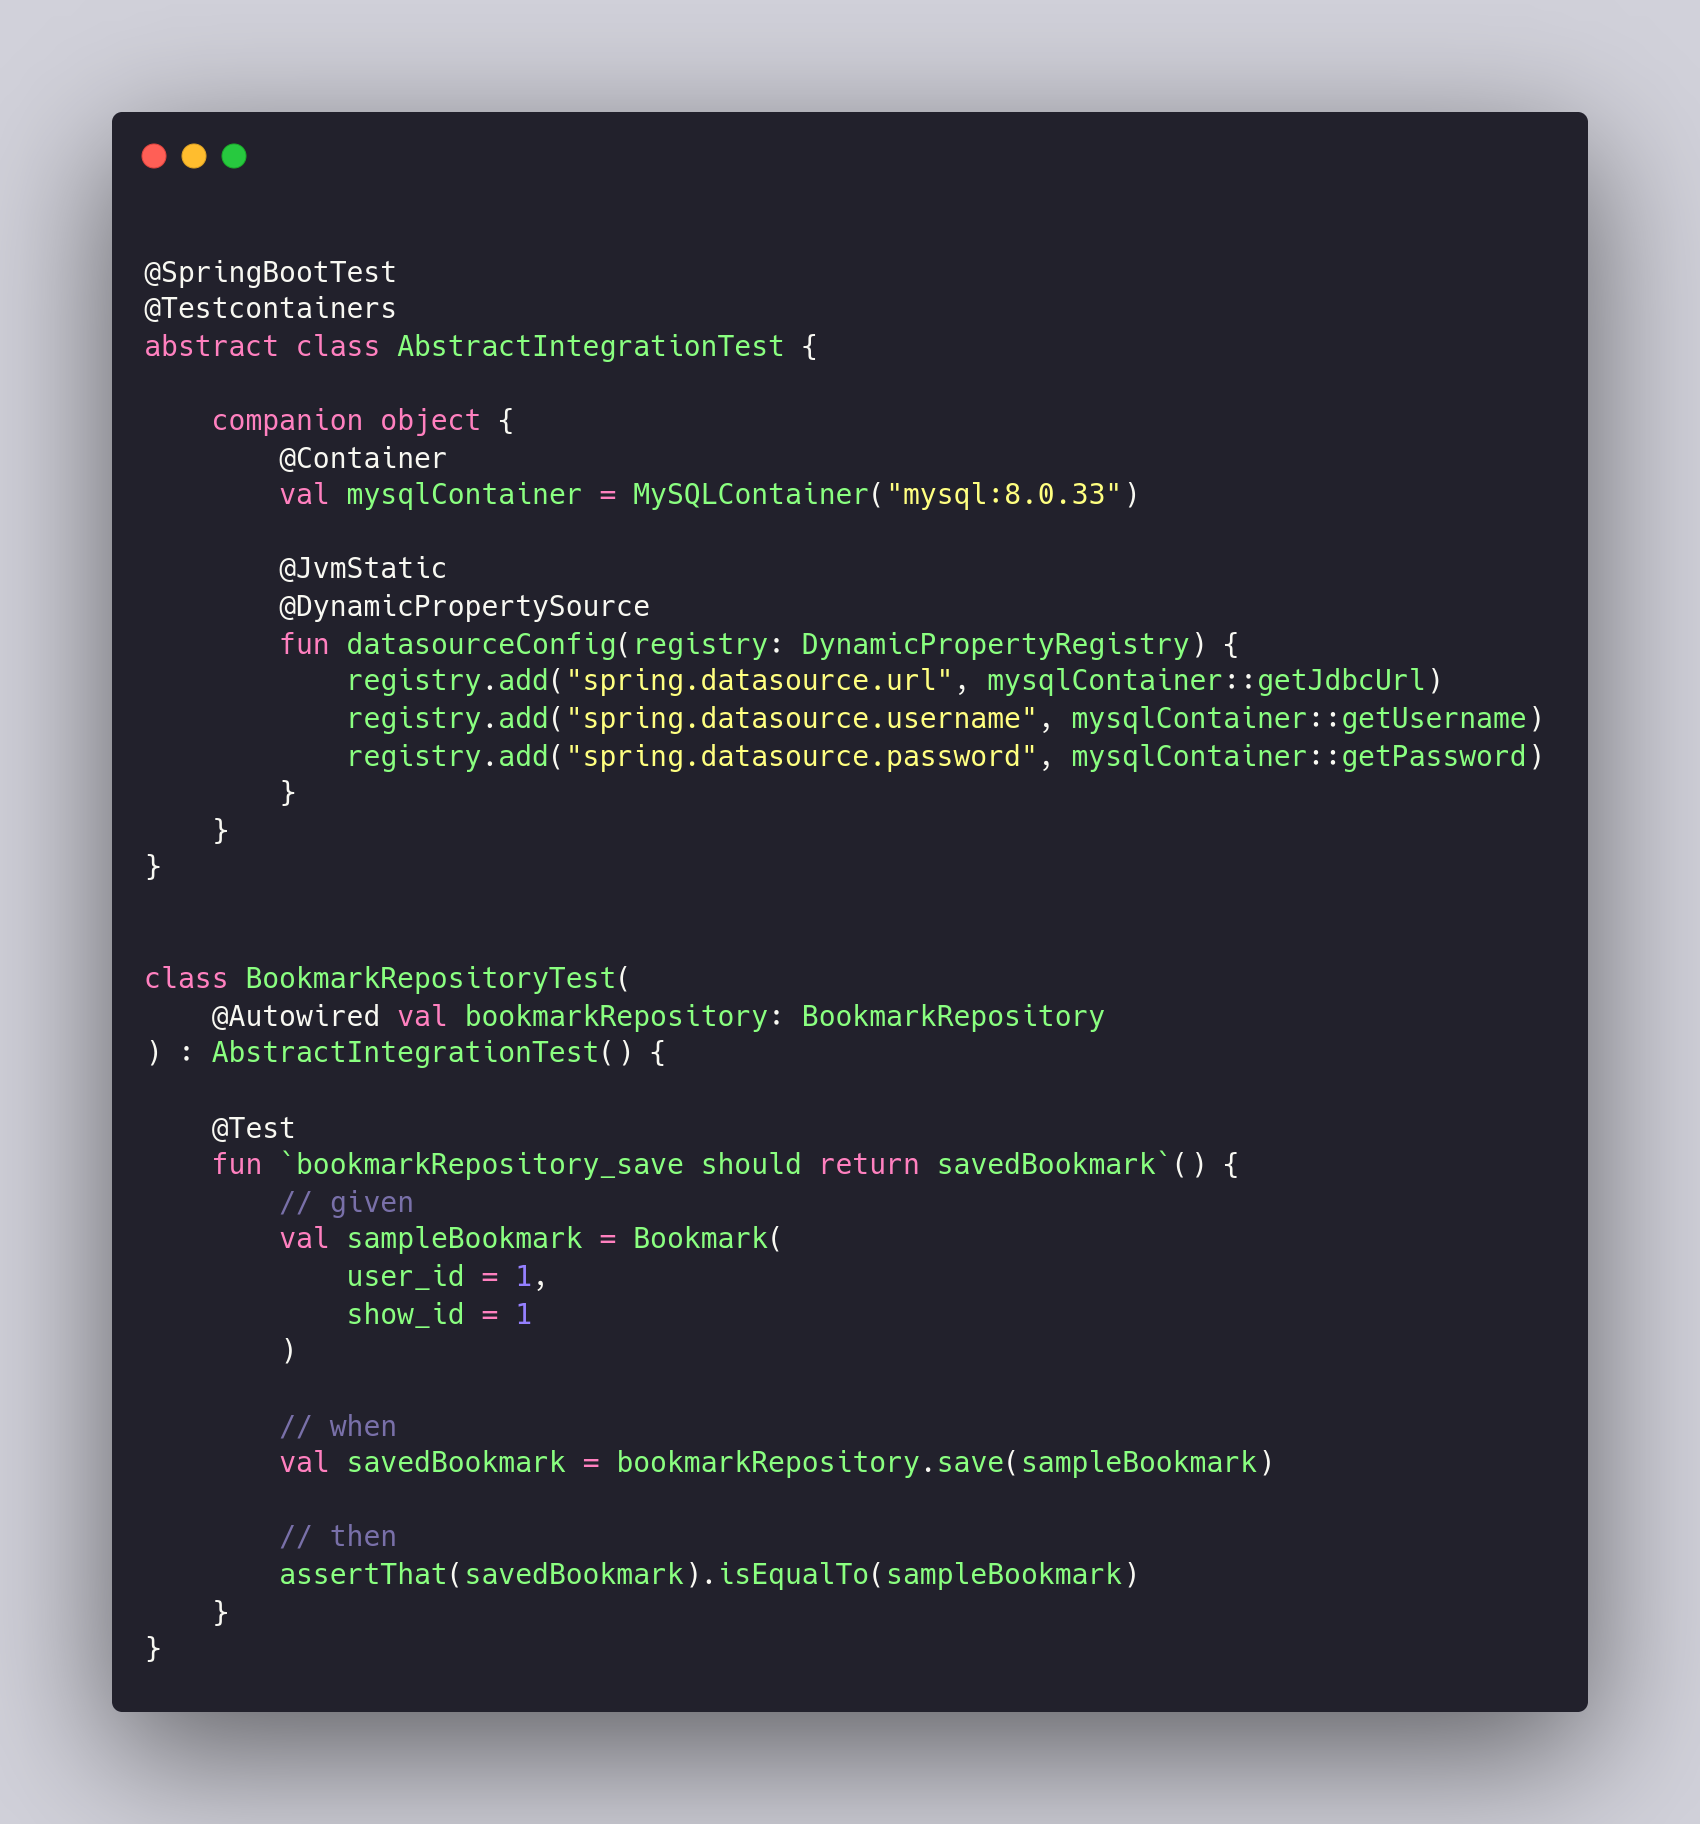 @SpringBootTest
@Testcontainers
abstract class AbstractIntegrationTest {
    companion object {
        @Container
        val mysqlContainer = MySQLContainer("mysql:8.0.33")
        @JvmStatic
        @DynamicPropertySource
        fun datasourceConfig(registry: DynamicPropertyRegistry) {
            registry.add("spring.datasource.url", mysqlContainer::getJdbcUrl)
            registry.add("spring.datasource.username", mysqlContainer::getUsername)
            registry.add("spring.datasource.password", mysqlContainer::getPassword)
        }
    }
}
class BookmarkRepositoryTest(
    @Autowired val bookmarkRepository: BookmarkRepository
) : AbstractIntegrationTest() {
    @Test
    fun `bookmarkRepository_save should return savedBookmark`() {
        // given
        val sampleBookmark = Bookmark(
            user_id = 1,
            show_id = 1
        )
        // when
        val savedBookmark = bookmarkRepository.save(sampleBookmark)
        // then
        assertThat(savedBookmark).isEqualTo(sampleBookmark)
    }
}